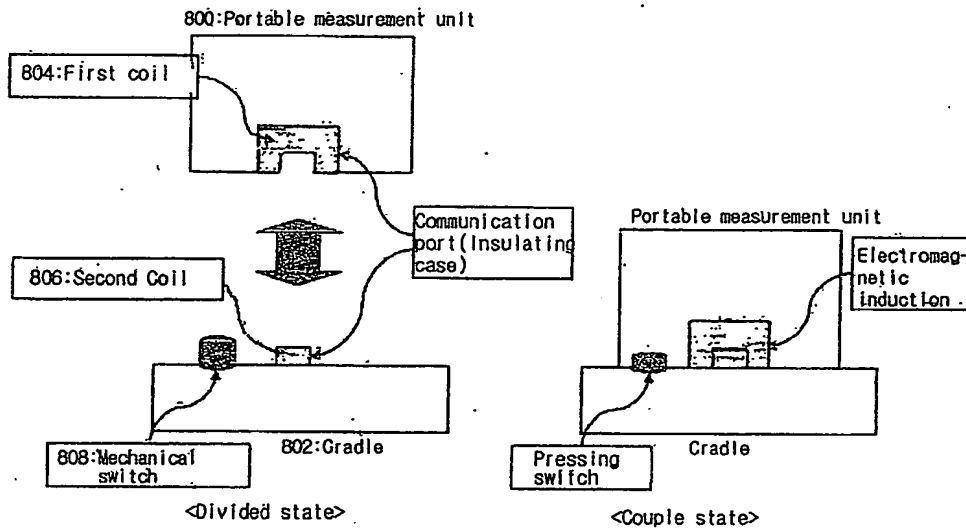 800:Portable measurement unit
804:First coil
Communication
port(Insulating
case)
806:Second Coil
802:Cradle
808:Mechanical
switch
<Divided state>
Portable measurement unit
Electromag-
netic
induction
Cradle
Pressing
switch
<Couple state>